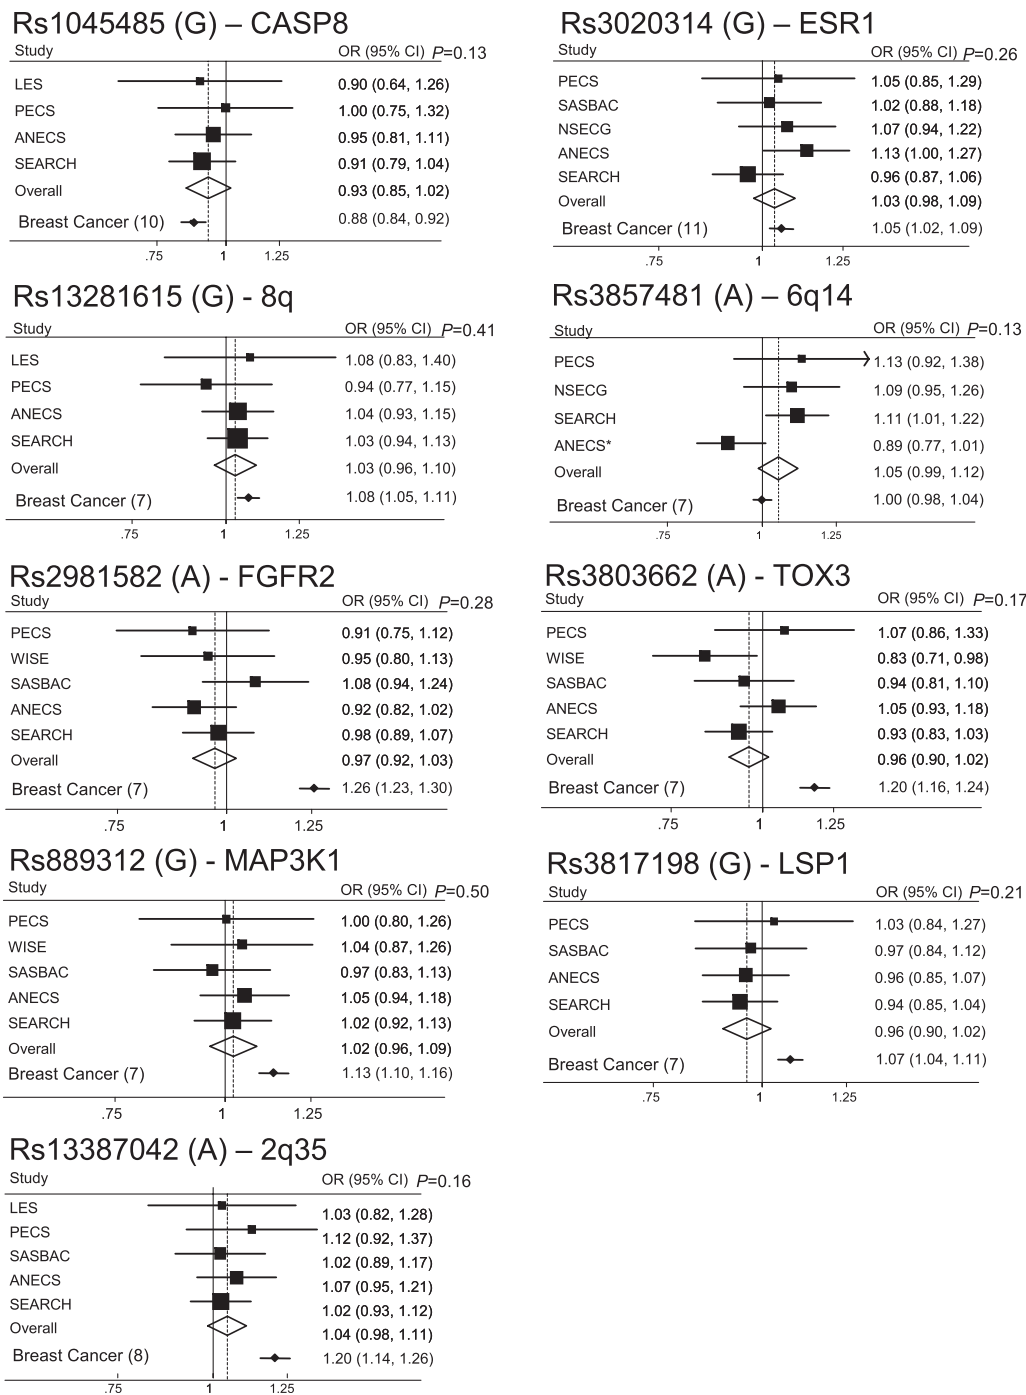 Rs1045485 (G) – CASP8
Study OR (95% CI) P=0.13
LES 0.90 (0.64, 1.26)
PECS 1.00 (0.75, 1.32)
ANECS 0.95 (0.81, 1.11)
SEARCH 0.91 (0.79, 1.04)
Overall 0.93 (0.85, 1.02)
Breast Cancer (10) 0.88 (0.84, 0.92)
.75 1 1.25
Rs3020314 (G) – ESR1
Study OR (95% CI) P=0.26
PECS 1.05 (0.85, 1.29)
SASBAC 1.02 (0.88, 1.18)
NSECG 1.07 (0.94, 1.22)
ANECS 1.13 (1.00, 1.27)
SEARCH 0.96 (0.87, 1.06)
Overall 1.03 (0.98, 1.09)
Breast Cancer (11) 1.05 (1.02, 1.09)
.75 1 1.25
Rs13281615 (G) - 8q
Study OR (95% CI) P=0.41
LES 1.08 (0.83, 1.40)
PECS 0.94 (0.77, 1.15)
ANECS 1.04 (0.93, 1.15)
SEARCH 1.03 (0.94, 1.13)
Overall 1.03 (0.96, 1.10)
Breast Cancer (7) 1.08 (1.05, 1.11)
.75 1 1.25
Rs3857481 (A) – 6q14
Study OR (95% CI) P=0.13
PECS 1.13 (0.92, 1.38)
NSECG 1.09 (0.95, 1.26)
SEARCH 1.11 (1.01, 1.22)
ANECS* 0.89 (0.77, 1.01)
Overall 1.05 (0.99, 1.12)
Breast Cancer (7) 1.00 (0.98, 1.04)
.75 1 1.25
Rs2981582 (A) - FGFR2
Study OR (95% CI) P=0.28
PECS 0.91 (0.75, 1.12)
WISE 0.95 (0.80, 1.13)
SASBAC 1.08 (0.94, 1.24)
ANECS 0.92 (0.82, 1.02)
SEARCH 0.98 (0.89, 1.07)
Overall 0.97 (0.92, 1.03)
Breast Cancer (7) 1.26 (1.23, 1.30)
.75 1 1.25
Rs3803662 (A) - TOX3
Study OR (95% CI) P=0.17
PECS 1.07 (0.86, 1.33)
WISE 0.83 (0.71, 0.98)
SASBAC 0.94 (0.81, 1.10)
ANECS 1.05 (0.93, 1.18)
SEARCH 0.93 (0.83, 1.03)
Overall 0.96 (0.90, 1.02)
Breast Cancer (7) 1.20 (1.16, 1.24)
.75 1 1.25
Rs889312 (G) - MAP3K1
Study OR (95% CI) P=0.50
PECS 1.00 (0.80, 1.26)
WISE 1.04 (0.87, 1.26)
SASBAC 0.97 (0.83, 1.13)
ANECS 1.05 (0.94, 1.18)
SEARCH 1.02 (0.92, 1.13)
Overall 1.02 (0.96, 1.09)
Breast Cancer (7) 1.13 (1.10, 1.16)
.75 1 1.25
Rs3817198 (G) - LSP1
Study OR (95% CI) P=0.21
PECS 1.03 (0.84, 1.27)
SASBAC 0.97 (0.84, 1.12)
ANECS 0.96 (0.85, 1.07)
SEARCH 0.94 (0.85, 1.04)
Overall 0.96 (0.90, 1.02)
Breast Cancer (7) 1.07 (1.04, 1.11)
.75 1 1.25
Rs13387042 (A) – 2q35
Study OR (95% CI) P=0.16
LES 1.03 (0.82, 1.28)
PECS 1.12 (0.92, 1.37)
SASBAC 1.02 (0.89, 1.17)
ANECS 1.07 (0.95, 1.21)
SEARCH 1.02 (0.93, 1.12)
Overall 1.04 (0.98, 1.11)
Breast Cancer (8) 1.20 (1.14, 1.26)
.75 1 1.25